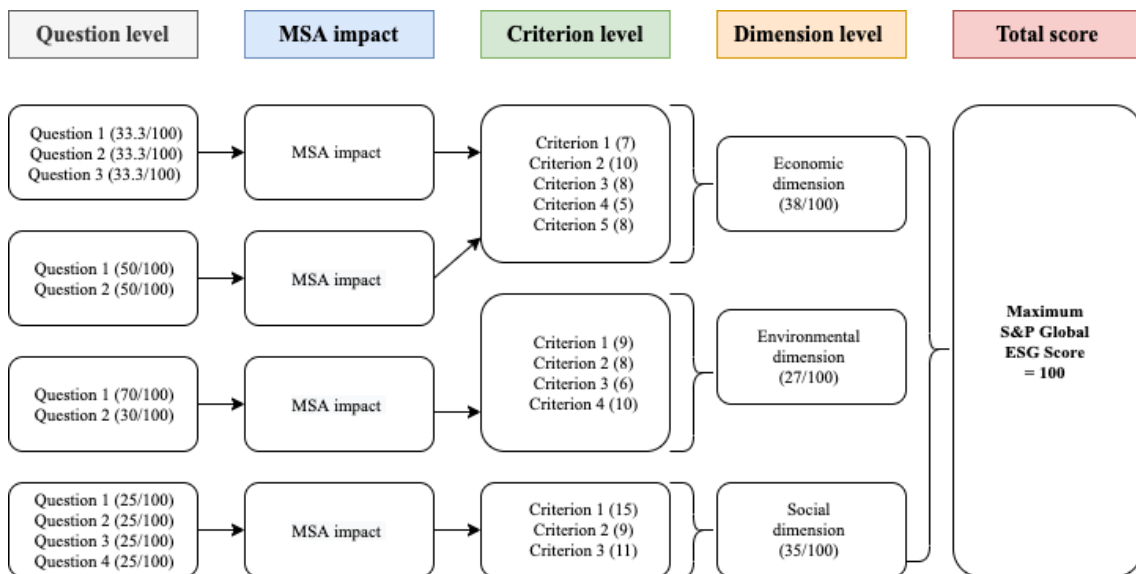 Question level
MSA impact
Criterion level
Dimension level
Total score
Question 1 (33.3/100)
Question 2 (33.3/100)
Question 3 (33.3/100)
MSA impact
Criterion 1 (7)
Criterion 2 (10)
Criterion 3 (8)
Criterion 4 (5)
Criterion 5 (8)
Economic
dimension
(38/100)
Question 1 (50/100)
Question 2 (50/100)
MSA impact
Question 1 (70/100)
Question 2 (30/100)
MSA impact
Criterion 1 (9)
Criterion 2 (8)
Criterion 3 (6)
Criterion 4 (10)
Environmental
dimension
(27/100)
Question 1 (25/100)
Question 2 (25/100)
Question 3 (25/100)
Question 4 (25/100)
MSA impact
Criterion 1 (15)
Criterion 2 (9)
Criterion 3 (11)
Social
dimension
(35/100)
Maximum
S&P Global
ESG Score
= 100